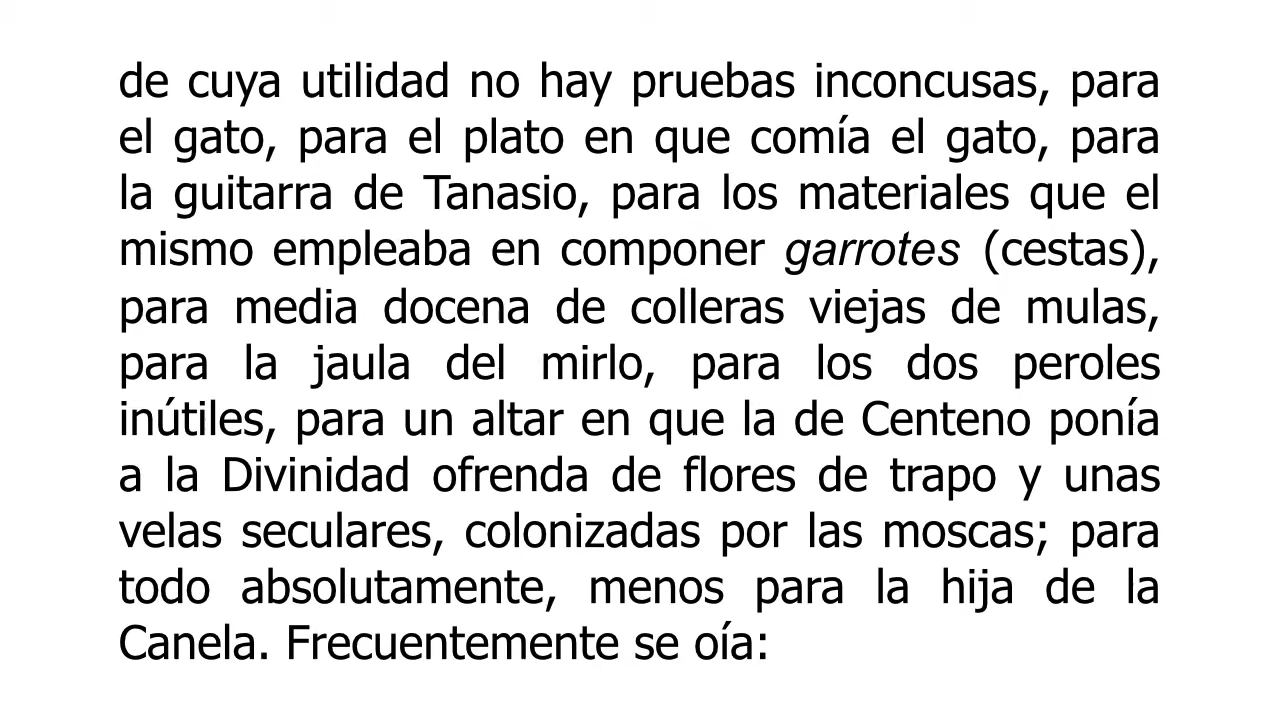 de cuya utilidad no hay pruebas inconcusas, para
el gato, para el plato en que comía el gato, para
la guitarra de Tanasio, para los materiales que el
mismo empleaba en componer garrotes (cestas),
para media docena de colleras viejas de mulas,
para la jaula del mirlo, para los dos peroles
inútiles, para un altar en que la de Centeno ponía
a la Divinidad ofrenda de flores de trapo y unas
velas seculares, colonizadas por las moscas; para
todo absolutamente, menos para la hija de la
Canela. Frecuentemente se oía: